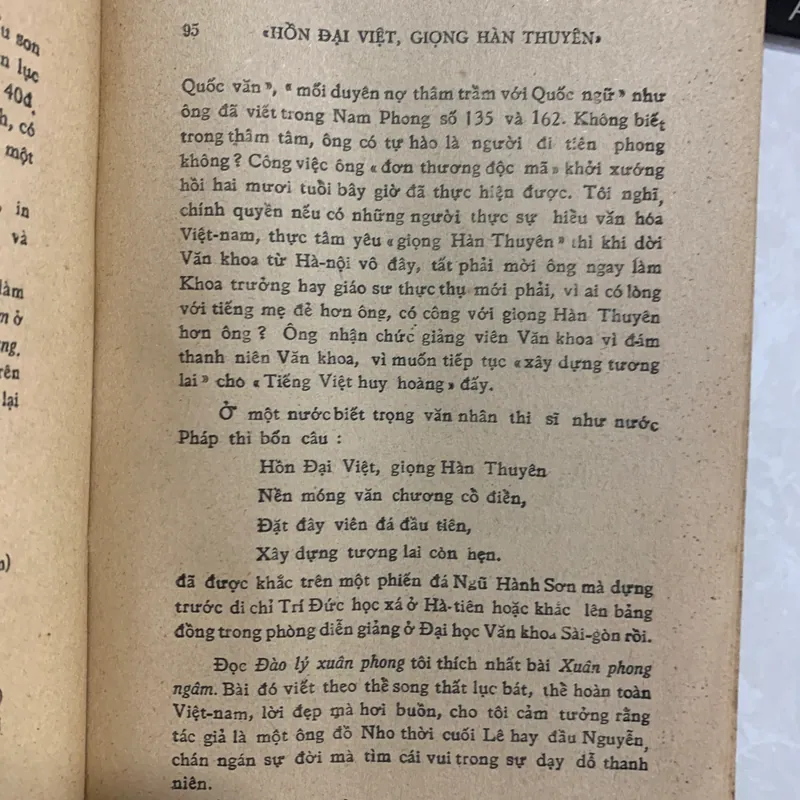 u son
n lục
40đ.
h, có
một
in
và
làm
m ở
ng.
rên
lại
)
95 «HỒN ĐẠI VIỆT, GIỌNG HÀN THUYÊN»
Quốc văn», « mối duyên nợ thâm trầm với Quốc ngữ » như
ông đã viết trong Nam Phong số 135 và 162. Không biết
trong thâm tâm, ông có tự hào là người đi tiên phong
không ? Công việc ông « đơn thương độc mã » khởi xướng
hồi hai mươi tuổi bây giờ đã thực hiện được. Tôi nghĩ,
chính quyền nếu có những người thực sự hiểu văn hóa
Việt-nam, thực tâm yêu « giọng Hàn Thuyên » thì khi dời
Văn khoa từ Hà-nội vô đây, tất phải mời ông ngay làm
Khoa trưởng hay giáo sư thực thụ mới phải, vì ai có lòng
với tiếng mẹ đẻ hơn ông, có công với giọng Hàn Thuyên
hơn ông ? Ông nhận chức giảng viên Văn khoa vì đám
thanh niên Văn khoa, vì muốn tiếp tục « xây dựng tương
lai » cho « Tiếng Việt huy hoàng » đấy.
Ở một nước biết trọng văn nhân thi sĩ như nước
Pháp thì bốn câu :
Hồn Đại Việt, giọng Hàn Thuyên
Nền móng văn chương cổ điển,
Đặt đây viên đá đầu tiên,
Xây dựng tương lai còn hẹn.
đã được khắc trên một phiến đá Ngũ Hành Sơn mà dựng
trước di chỉ Trí Đức học xá ở Hà-tiên hoặc khắc lên bảng
đồng trong phòng diễn giảng ở Đại học Văn khoa Sài-gòn rồi.
Đọc Đào lý xuân phong tôi thích nhất bài Xuân phong
ngâm. Bài đó viết theo thể song thất lục bát, thể hoàn toàn
Việt-nam, lời đẹp mà hơi buồn, cho tôi cảm tưởng rằng
tác giả là một ông đồ Nho thời cuối Lê hay đầu Nguyễn,
chán ngán sự đời mà tìm cái vui trong sự dạy dỗ thanh
niên.